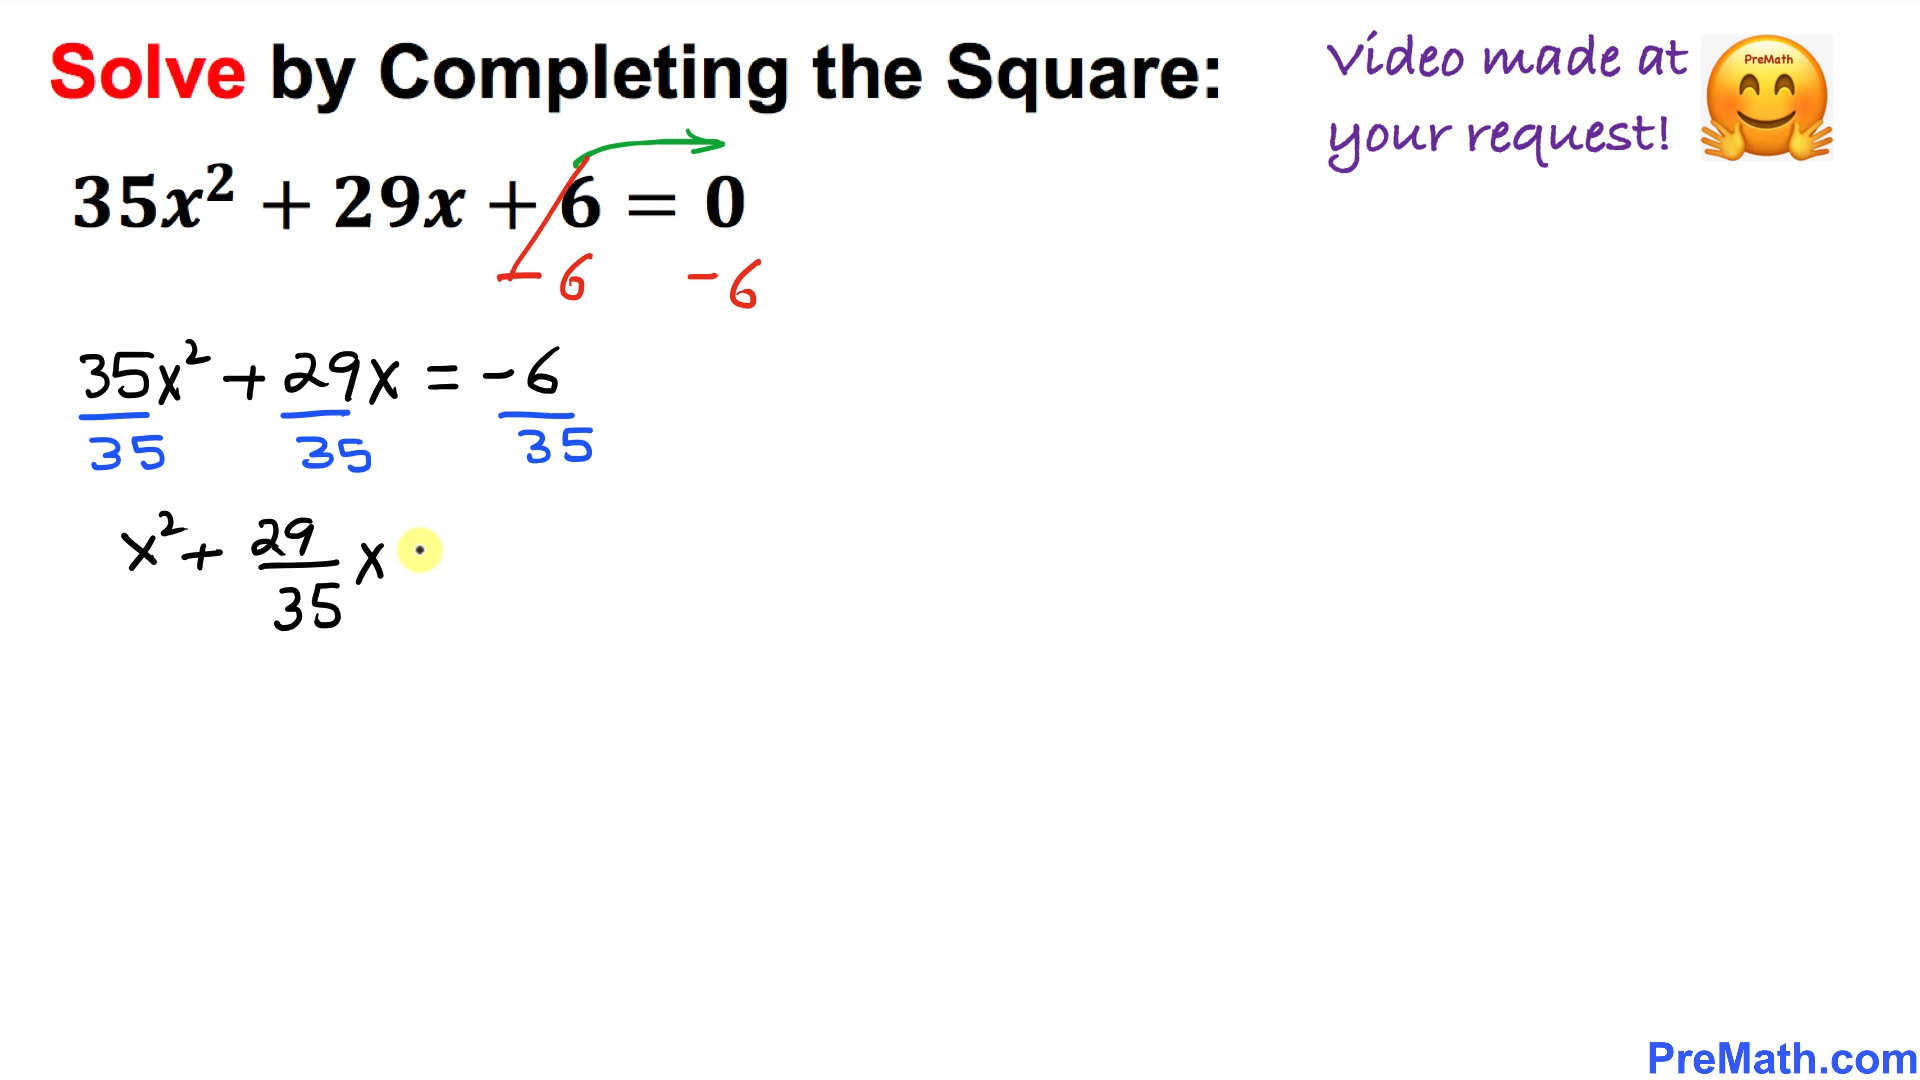 Solve by Completing the Square:
Video made at
your request!
PreMath
35x² + 29x + 6 = 0
- 6 -6
35x² + 29x = -6
35 35 35
x² + 29/35 x
PreMath.com